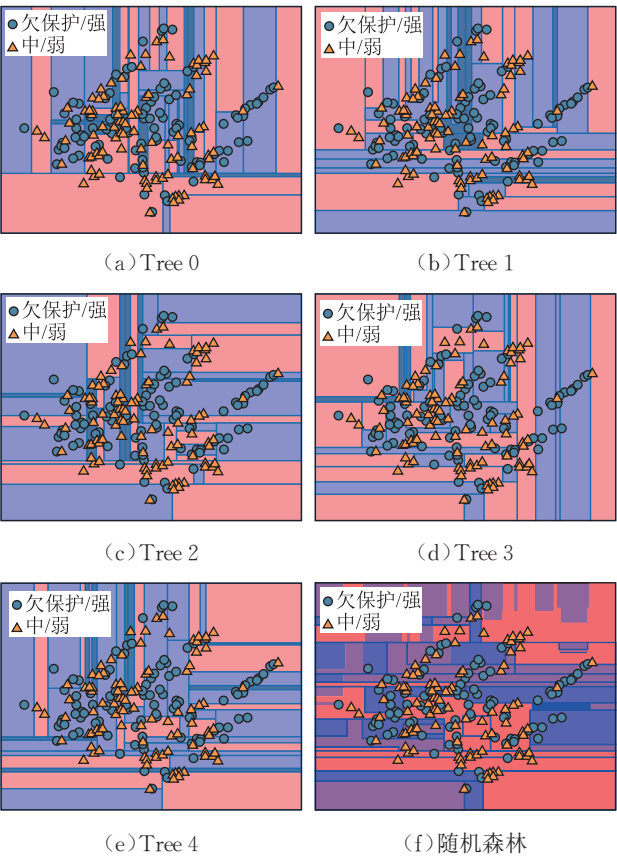 欠保护/强
中/弱
欠保护/强
中/弱
(a)Tree 0
(b)Tree 1
欠保护/强
中/弱
欠保护/强
中/弱
(c)Tree 2
(d)Tree 3
欠保护/强
中/弱
欠保护/强
中/弱
(e)Tree 4
(f)随机森林